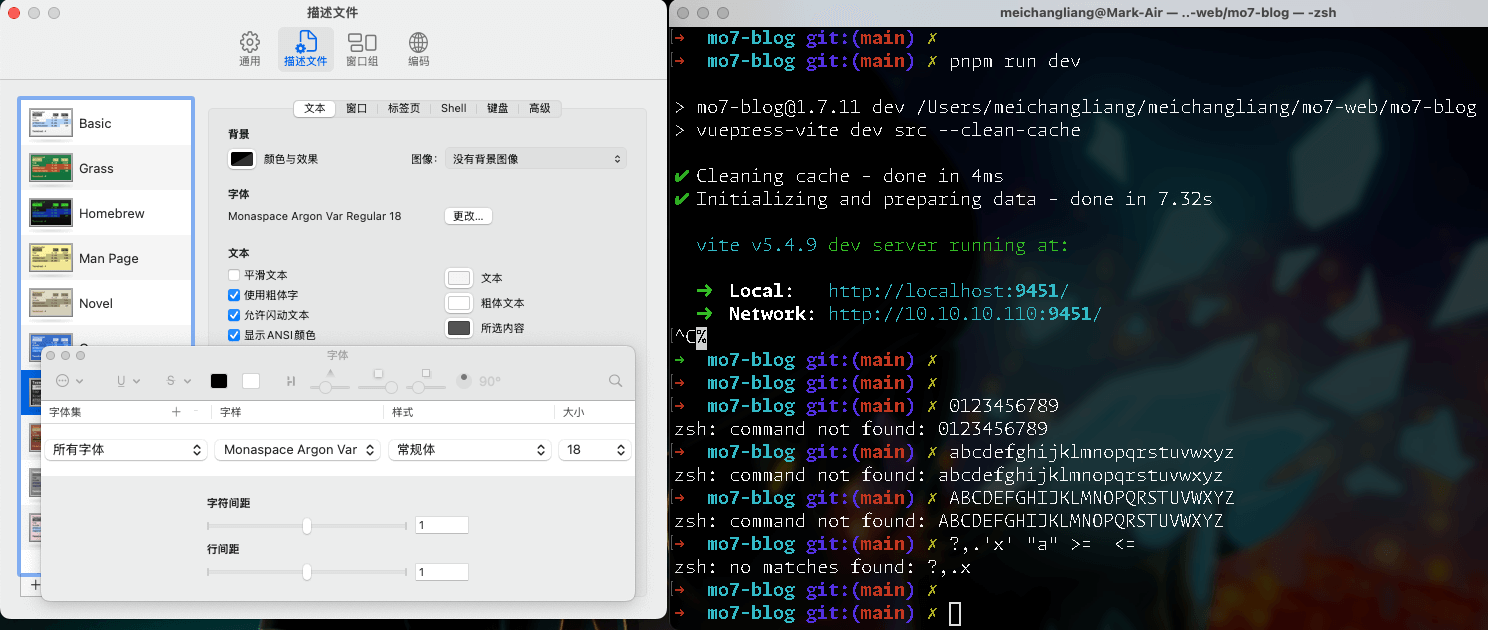 描述文件
通用
描述文件
窗口组
编码
Basic
Grass
Homebrew
Man Page
Novel
文本
窗口
标签页
Shell
键盘
高级
背景
颜色与效果
图像:
没有背景图像
字体
Monaspace Argon Var Regular 18
更改...
文本
平滑文本
使用粗体字
允许闪动文本
显示ANSI颜色
文本
粗体文本
所选内容
字体
U
S
90°
字体集
字样
样式
大小
所有字体
Monaspace Argon Var
常规体
18
字符间距
1
行间距
1
meichangliang@Mark-Air — ..-web/mo7-blog — -zsh
[→ mo7-blog git:(main) ✗
[→ mo7-blog git:(main) ✗ pnpm run dev
> mo7-blog@1.7.11 dev /Users/meichangliang/meichangliang/mo7-web/mo7-blog
> vuepress-vite dev src --clean-cache
✔ Cleaning cache - done in 4ms
✔ Initializing and preparing data - done in 7.32s
vite v5.4.9 dev server running at:
➜ Local: http://localhost:9451/
➜ Network: http://10.10.10.110:9451/
[^C%
→ mo7-blog git:(main) ✗
[→ mo7-blog git:(main) ✗
[→ mo7-blog git:(main) ✗ 0123456789
zsh: command not found: 0123456789
[→ mo7-blog git:(main) ✗ abcdefghijklmnopqrstuvwxyz
zsh: command not found: abcdefghijklmnopqrstuvwxyz
[→ mo7-blog git:(main) ✗ ABCDEFGHIJKLMNOPQRSTUVWXYZ
zsh: command not found: ABCDEFGHIJKLMNOPQRSTUVWXYZ
[→ mo7-blog git:(main) ✗ ?,.'x' "a" >= <=
zsh: no matches found: ?,.x
[→ mo7-blog git:(main) ✗
[→ mo7-blog git:(main) ✗